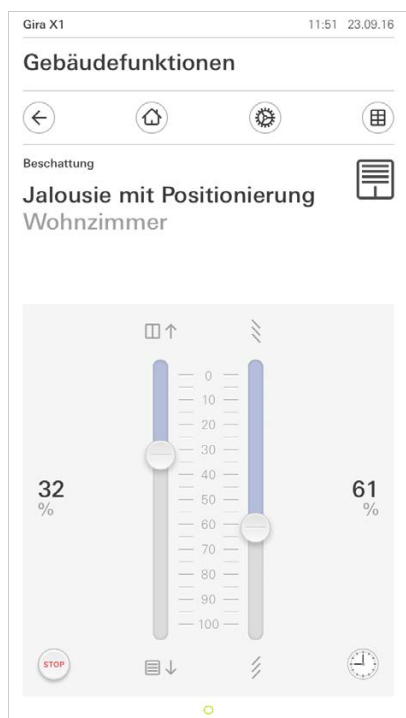 Gira X1 11:51 23.09.16
Gebäudefunktionen
Beschattung
Jalousie mit Positionierung
Wohnzimmer
0
10
20
30
32 40 61
% 50 %
60
70
80
90
100
STOP